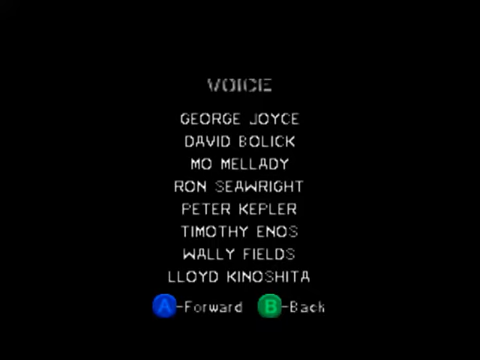 VOICE
GEORGE JOYCE
DAVID BOLICK
MO MELLADY
RON SEAWRIGHT
PETER KEPLER
TIMOTHY ENOS
WALLY FIELDS
LLOYD KINOSHITA
A-Forward B-Back